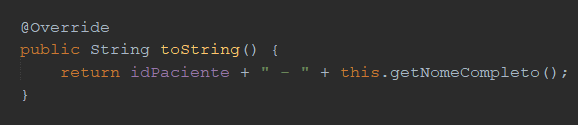 @Override
public String toString() {
    return idPaciente + " - " + this.getNomeCompleto();
}